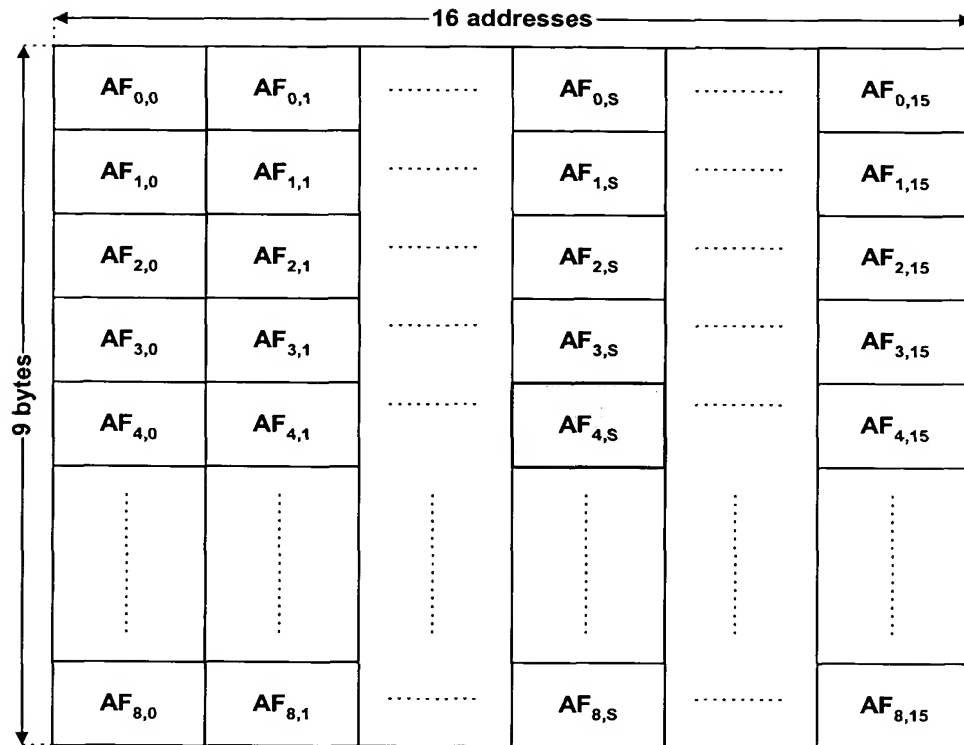 16 addresses
AF0,0 AF0,1 ......... AF0,S ......... AF0,15
AF1,0 AF1,1 ......... AF1,S ......... AF1,15
AF2,0 AF2,1 ......... AF2,S ......... AF2,15
AF3,0 AF3,1 ......... AF3,S ......... AF3,15
AF4,0 AF4,1 ......... AF4,S ......... AF4,15
AF8,0 AF8,1 ......... AF8,S ......... AF8,15
9 bytes